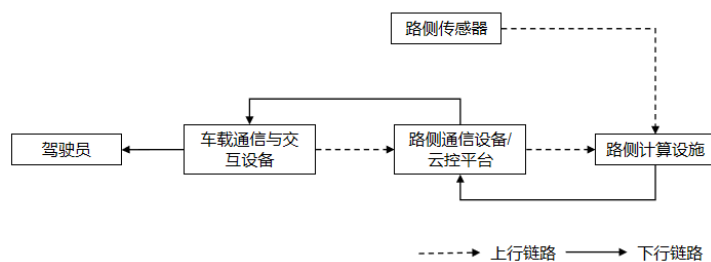 路侧传感器
驾驶员
车载通信与交
互设备
路侧通信设备/
云控平台
路侧计算设施
上行链路
下行链路